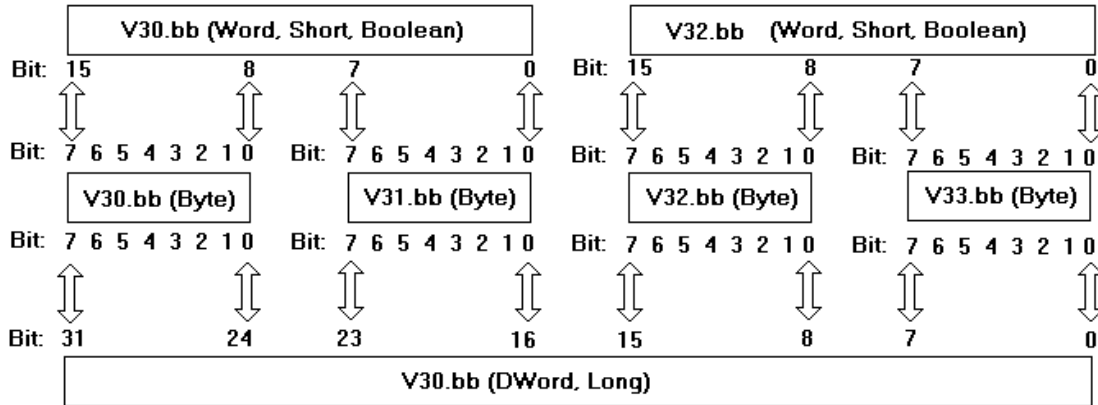 V30.bb (Word, Short, Boolean) V32.bb (Word, Short, Boolean)
Bit: 15 8 7 0 Bit: 15 8 7 0
Bit: 7 6 5 4 3 2 1 0 Bit: 7 6 5 4 3 2 1 0 Bit: 7 6 5 4 3 2 1 0 Bit: 7 6 5 4 3 2 1 0
V30.bb (Byte) V31.bb (Byte) V32.bb (Byte) V33.bb (Byte)
Bit: 7 6 5 4 3 2 1 0 Bit: 7 6 5 4 3 2 1 0 Bit: 7 6 5 4 3 2 1 0 Bit: 7 6 5 4 3 2 1 0
Bit: 31 24 23 16 15 8 7 0
V30.bb (DWord, Long)